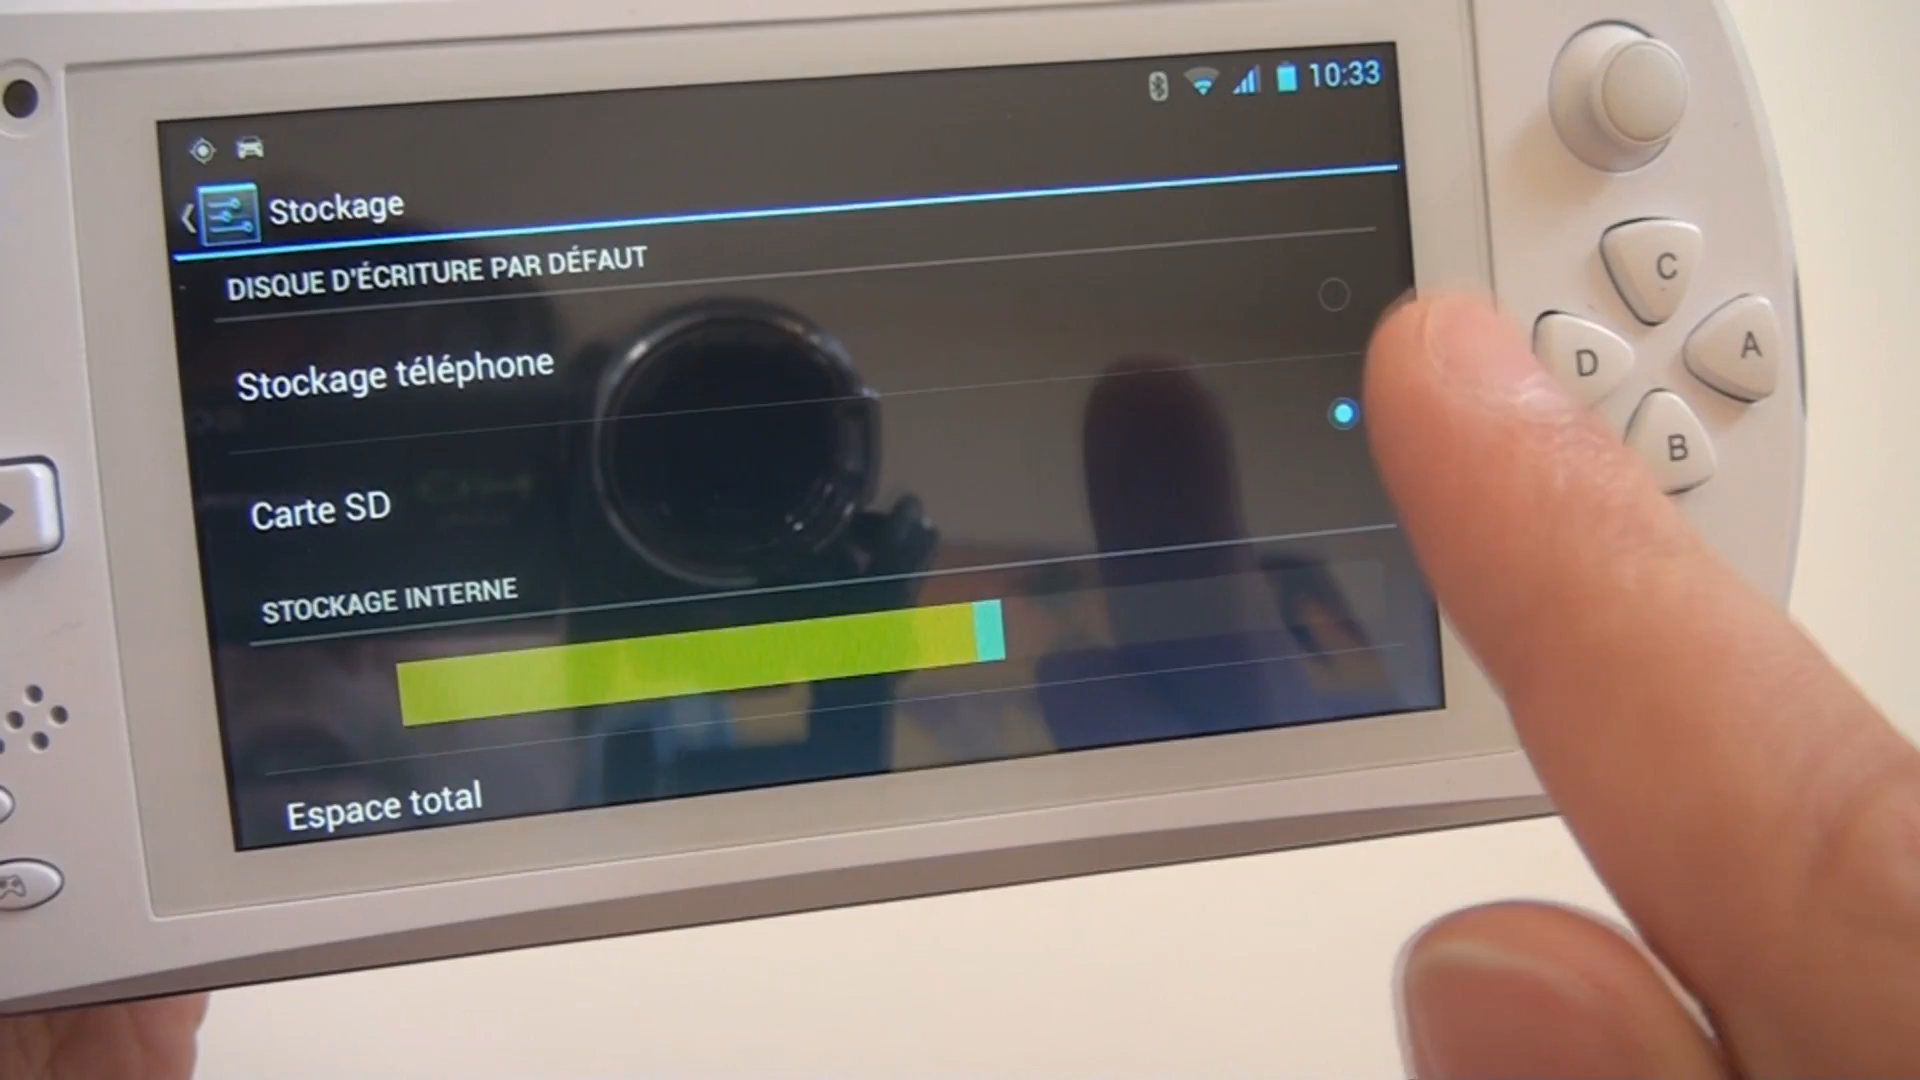 10:33
Stockage
DISQUE D'ÉCRITURE PAR DÉFAUT
Stockage téléphone
Carte SD
STOCKAGE INTERNE
Espace total
C
D
A
B